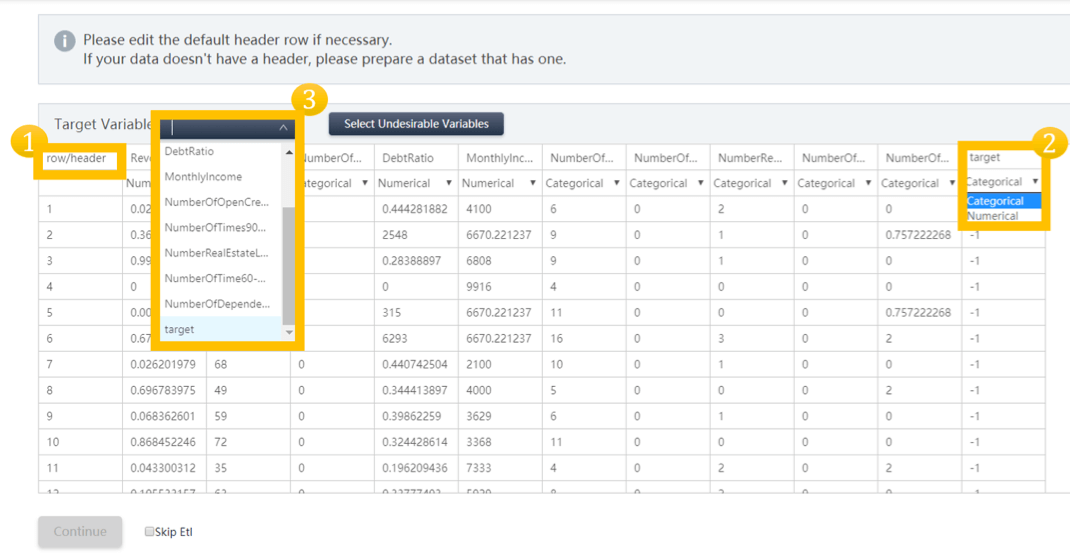 Please edit the default header row if necessary.
If your data doesn't have a header, please prepare a dataset that has one.
3
Target Variable Select Undesirable Variables
1
2
row/header Rev DebtRatio NumberOf... DebtRatio MonthlyInc... NumberOf... NumberOf... NumberRe... NumberOf... NumberOf... target
Num MonthlyIncome ategorical Numerical Numerical Categorical Categorical Categorical Categorical Categorical Categorical
Categorical
Numerical
1 0.02 NumberOfOpenCre... 0.444281882 4100 6 0 2 0 0
2 0.36 NumberOfTimes90... 2548 6670.221237 9 0 1 0 0.757222268 -1
3 0.99 NumberRealEstateL... 0.28388897 6808 9 0 1 0 0 -1
4 0 NumberOfTime60-... 0 9916 4 0 0 0 0 -1
5 0.00 NumberOfDepende... 315 6670.221237 11 0 0 0 0.757222268 -1
6 0.67 target 6293 6670.221237 16 0 3 0 2 -1
7 0.026201979 68 0 0.440742504 2100 10 0 1 0 0 -1
8 0.696783975 49 0 0.344413897 4000 5 0 0 0 2 -1
9 0.068362601 59 0 0.39862259 3629 6 0 1 0 0 -1
10 0.868452246 72 0 0.324428614 3368 11 0 0 0 0 -1
11 0.043300312 35 0 0.196209436 7333 4 0 2 0 2 -1
Continue Skip Etl